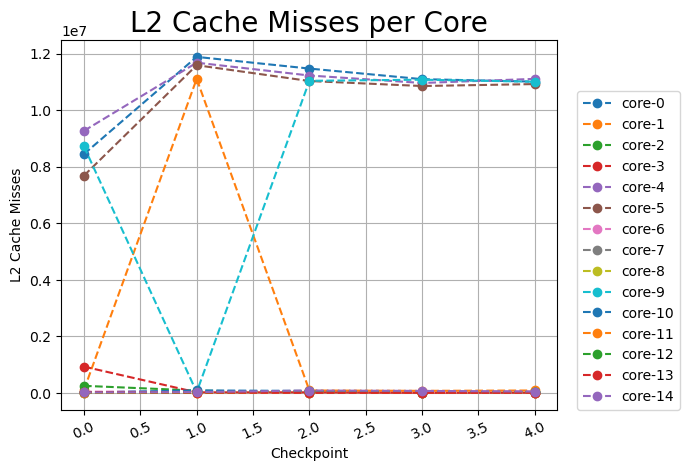 L2 Cache Misses per Core
1e7
1.2
1.0
0.8
0.6
0.4
0.2
0.0
L2 Cache Misses
0.0 0.5 1.0 1.5 2.0 2.5 3.0 3.5 4.0
Checkpoint
core-0
core-1
core-2
core-3
core-4
core-5
core-6
core-7
core-8
core-9
core-10
core-11
core-12
core-13
core-14